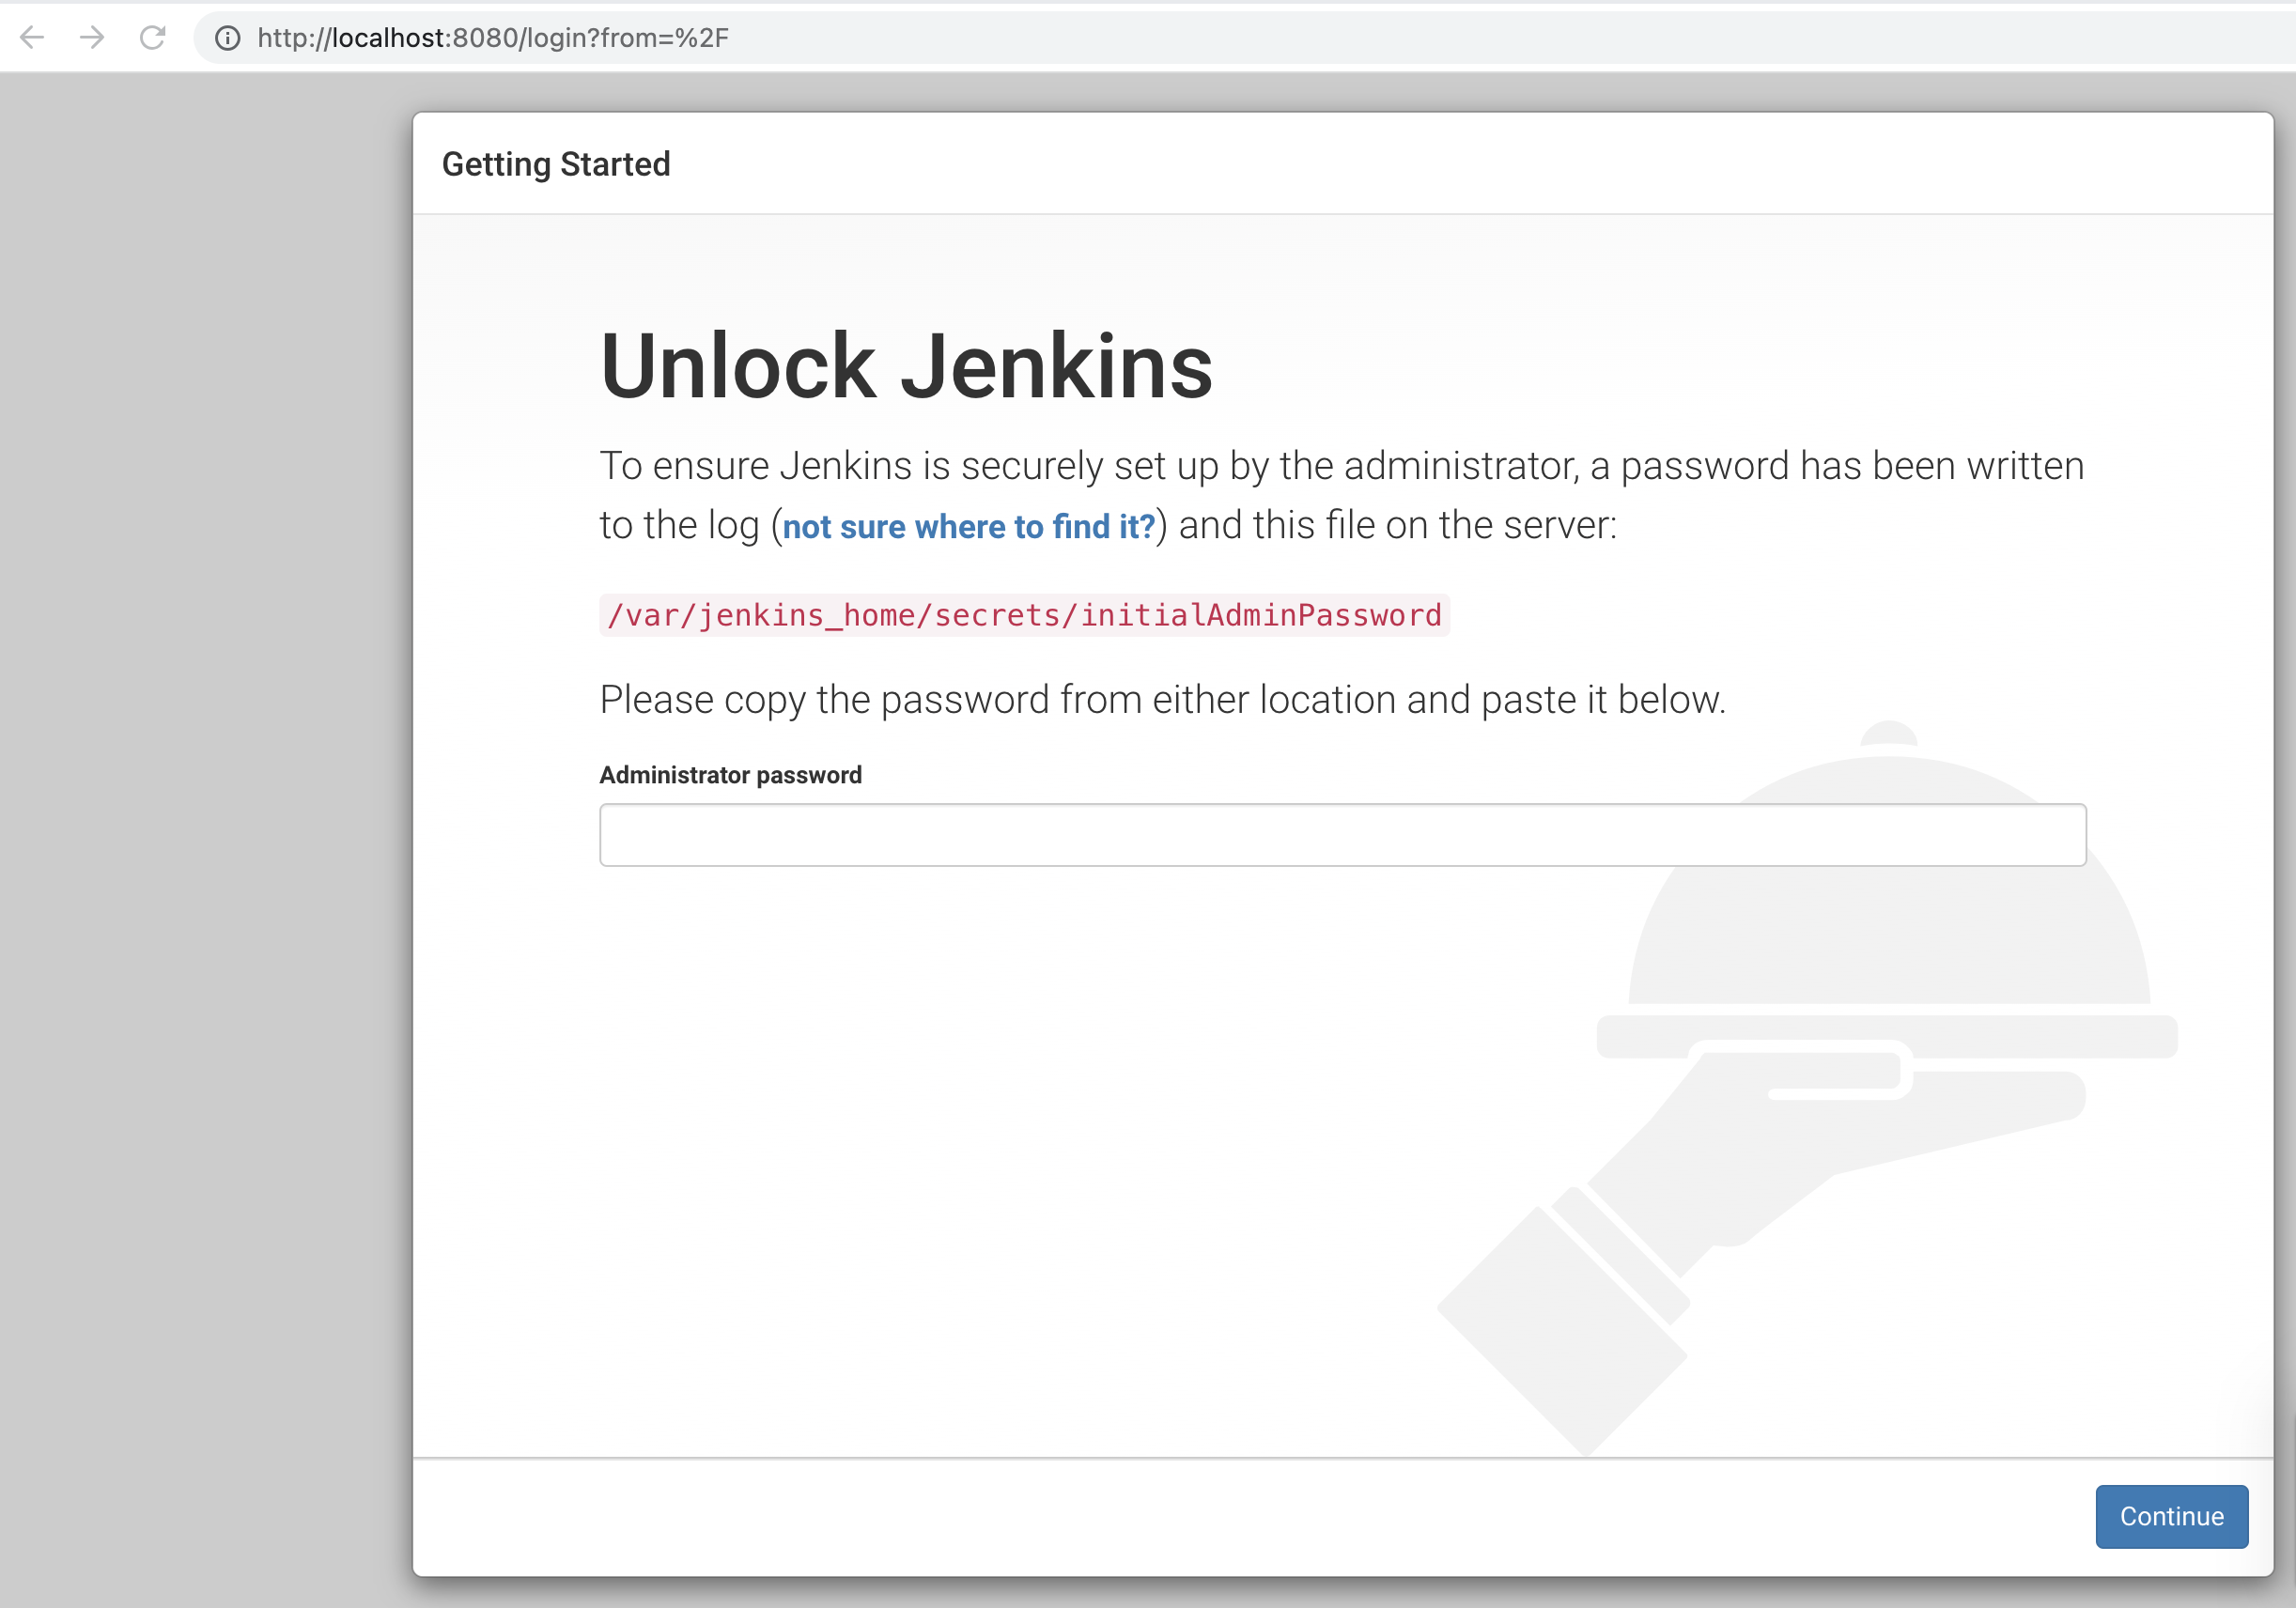 http://localhost:8080/login?from=%2F
Getting Started
Unlock Jenkins
To ensure Jenkins is securely set up by the administrator, a password has been written
to the log (not sure where to find it?) and this file on the server:
/var/jenkins_home/secrets/initialAdminPassword
Please copy the password from either location and paste it below.
Administrator password
Continue